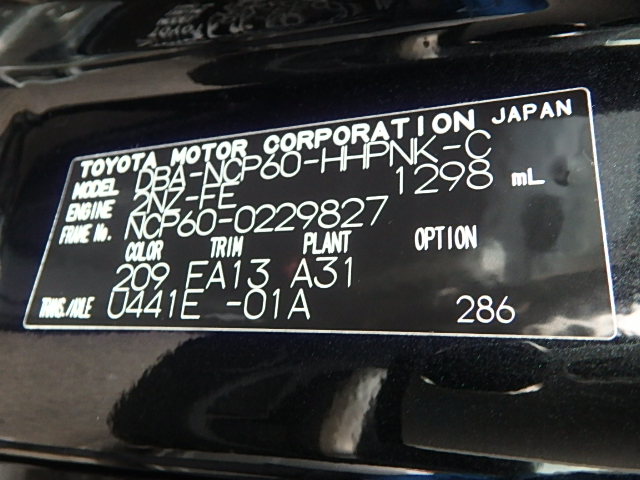 TOYOTA MOTOR CORPORATION JAPAN
MODEL DBA-NCP60-HHPNK-C
ENGINE 2NZ-FE 1298 mL
FRAME No. NCP60-0229827
COLOR TRIM PLANT OPTION
209 EA13 A31
TRANS./AXLE U441E -01A 286